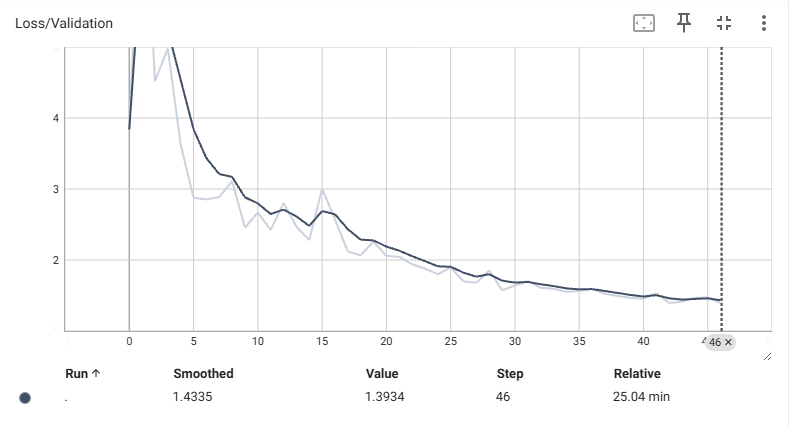 Loss/Validation
4
3
2
0 5 10 15 20 25 30 35 40 46 ×
Run ↑ Smoothed Value Step Relative
. 1.4335 1.3934 46 25.04 min